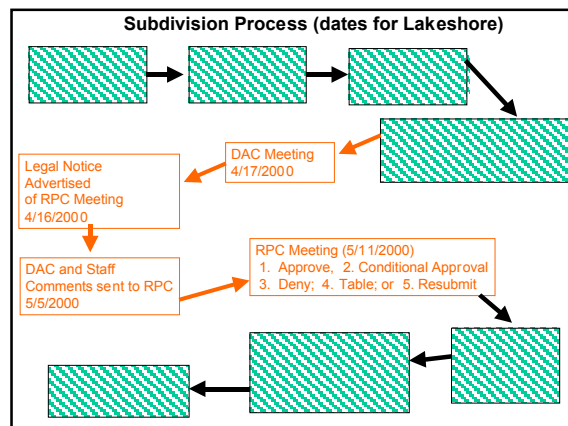 Subdivision Process (dates for Lakeshore)
DAC Meeting
4/17/2000
Legal Notice
Advertised
of RPC Meeting
4/16/2000
DAC and Staff
Comments sent to RPC
5/5/2000
RPC Meeting (5/11/2000)
1. Approve, 2. Conditional Approval
3. Deny; 4. Table; or 5. Resubmit